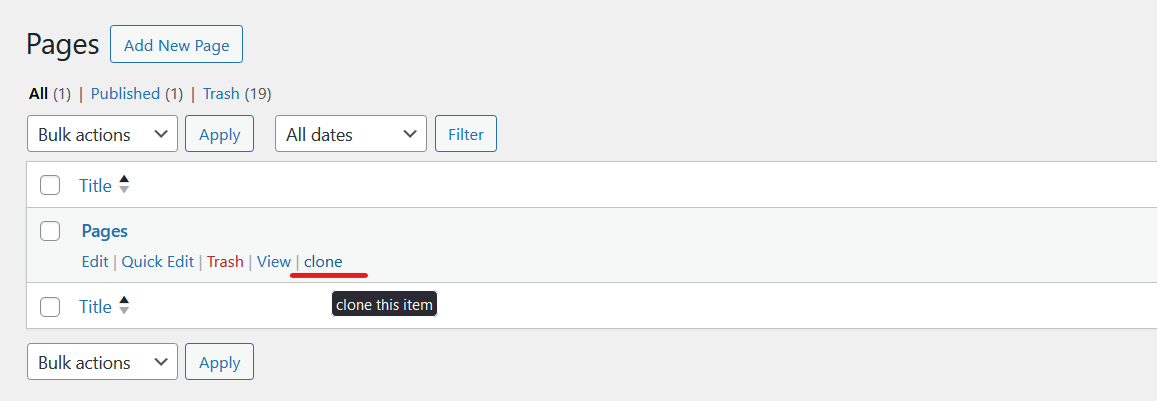 Pages Add New Page
All (1) | Published (1) | Trash (19)
Bulk actions Apply All dates Filter
Title
Pages
Edit | Quick Edit | Trash | View | clone
clone this item
Title
Bulk actions Apply